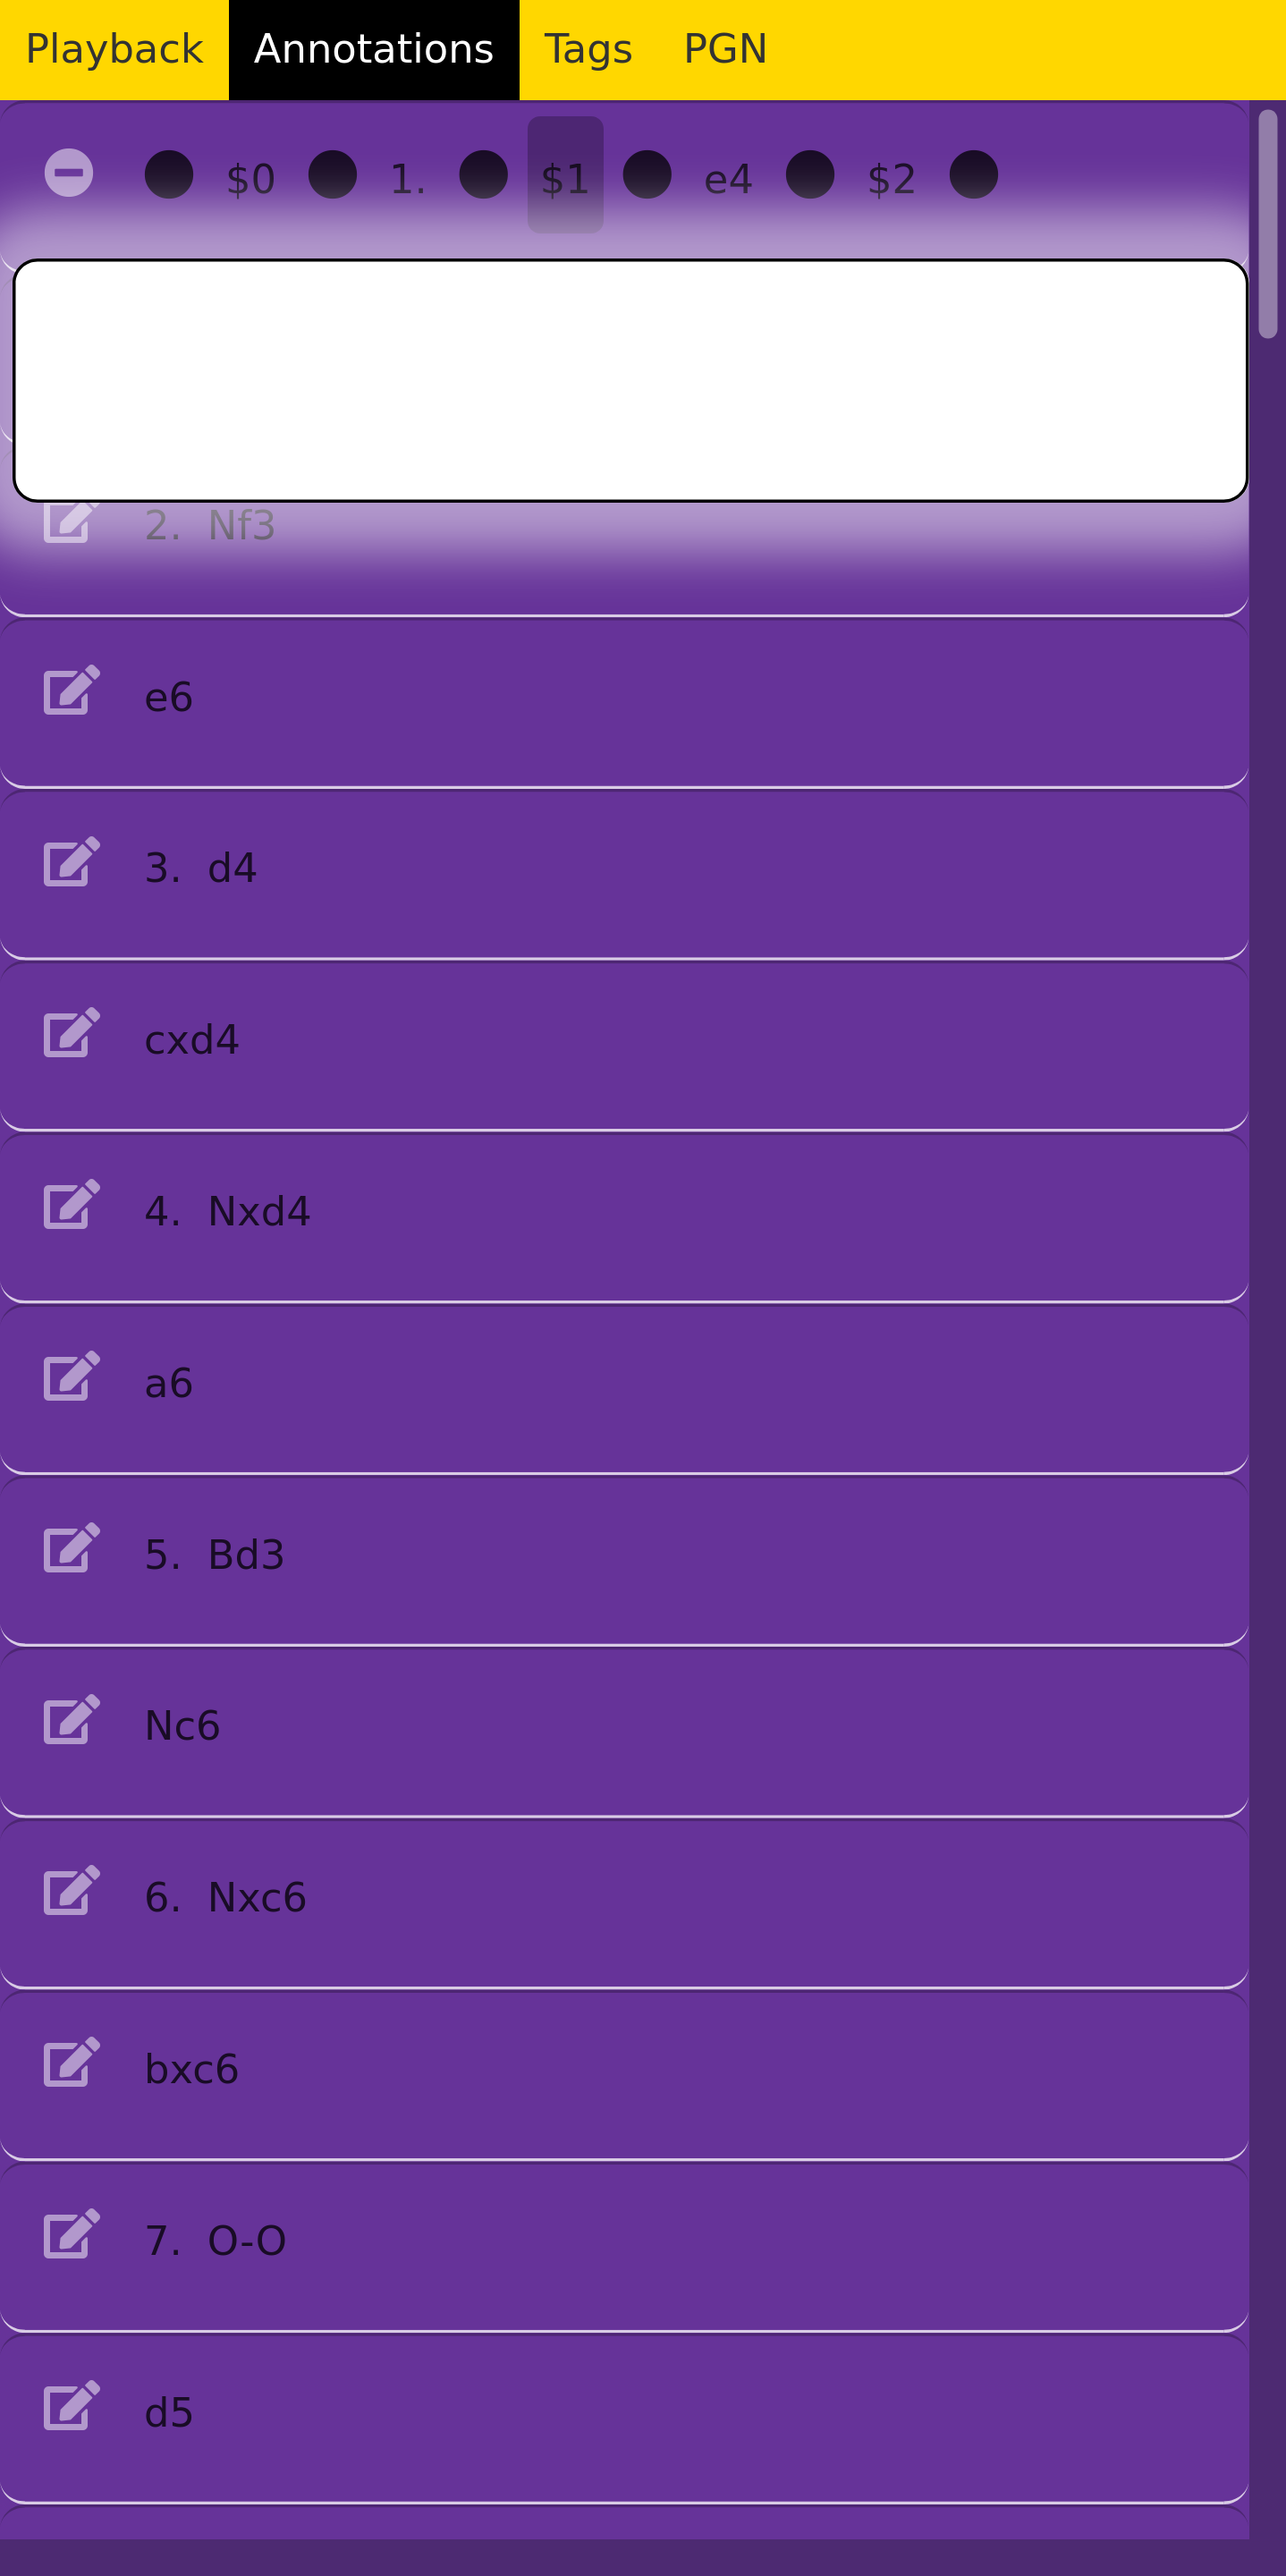 Playback Annotations Tags PGN
$0 1. $1 e4 $2
2. Nf3
e6
3. d4
cxd4
4. Nxd4
a6
5. Bd3
Nc6
6. Nxc6
bxc6
7. O-O
d5